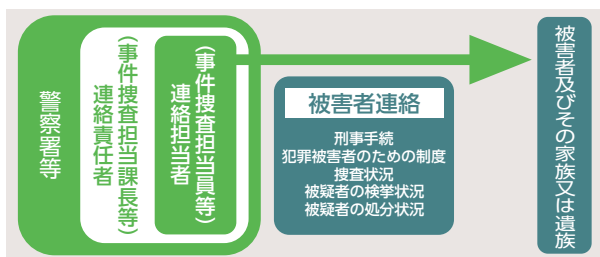 警察署等
連絡責任者
（事件捜査担当課長等）
連絡担当者
（事件捜査担当員等）
被害者連絡
刑事手続
犯罪被害者のための制度
捜査状況
被疑者の検挙状況
被疑者の処分状況
被害者及びその家族又は遺族